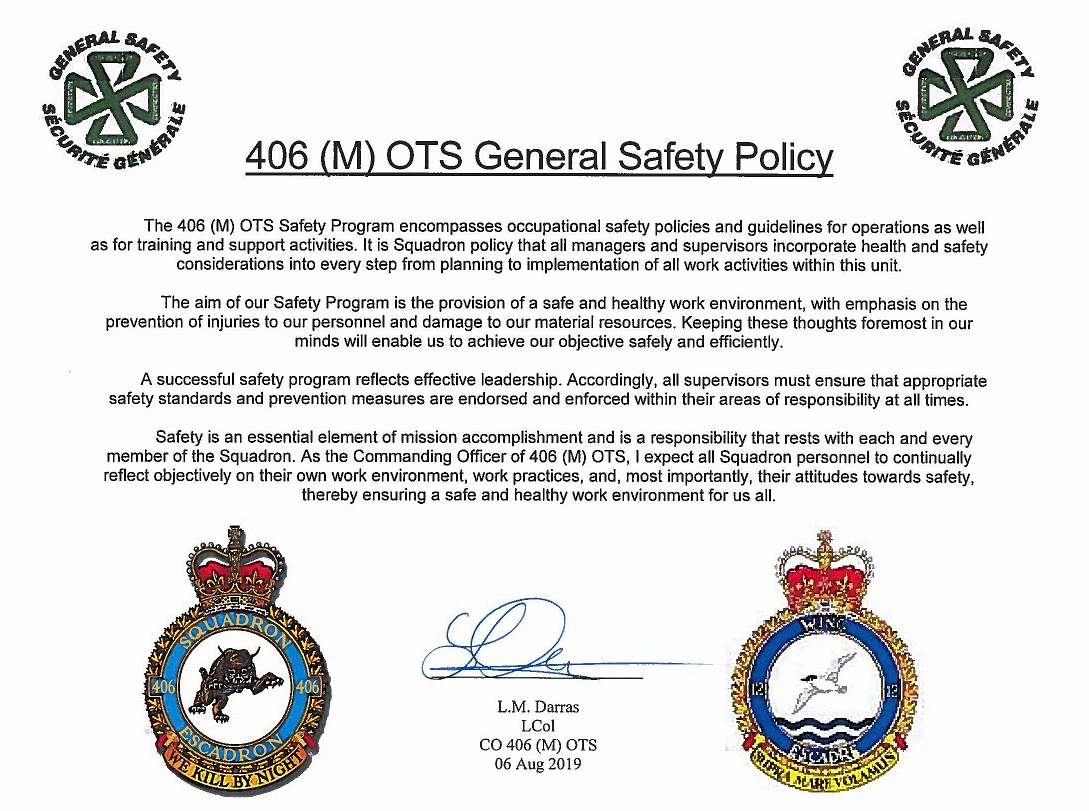 GENERAL SAFETY
SÉCURITÉ GÉNÉRALE
GENERAL SAFETY
SÉCURITÉ GÉNÉRALE
406 (M) OTS General Safety Policy
The 406 (M) OTS Safety Program encompasses occupational safety policies and guidelines for operations as well
as for training and support activities. It is Squadron policy that all managers and supervisors incorporate health and safety
considerations into every step from planning to implementation of all work activities within this unit.
The aim of our Safety Program is the provision of a safe and healthy work environment, with emphasis on the
prevention of injuries to our personnel and damage to our material resources. Keeping these thoughts foremost in our
minds will enable us to achieve our objective safely and efficiently.
A successful safety program reflects effective leadership. Accordingly, all supervisors must ensure that appropriate
safety standards and prevention measures are endorsed and enforced within their areas of responsibility at all times.
Safety is an essential element of mission accomplishment and is a responsibility that rests with each and every
member of the Squadron. As the Commanding Officer of 406 (M) OTS, I expect all Squadron personnel to continually
reflect objectively on their own work environment, work practices, and, most importantly, their attitudes towards safety,
thereby ensuring a safe and healthy work environment for us all.
SQUADRON
406 406
ESCADRON
WE KILL BY NIGHT
L.M. Darras
LCol
CO 406 (M) OTS
06 Aug 2019
WING
12 12
SUPRA MARE VOLAMUS